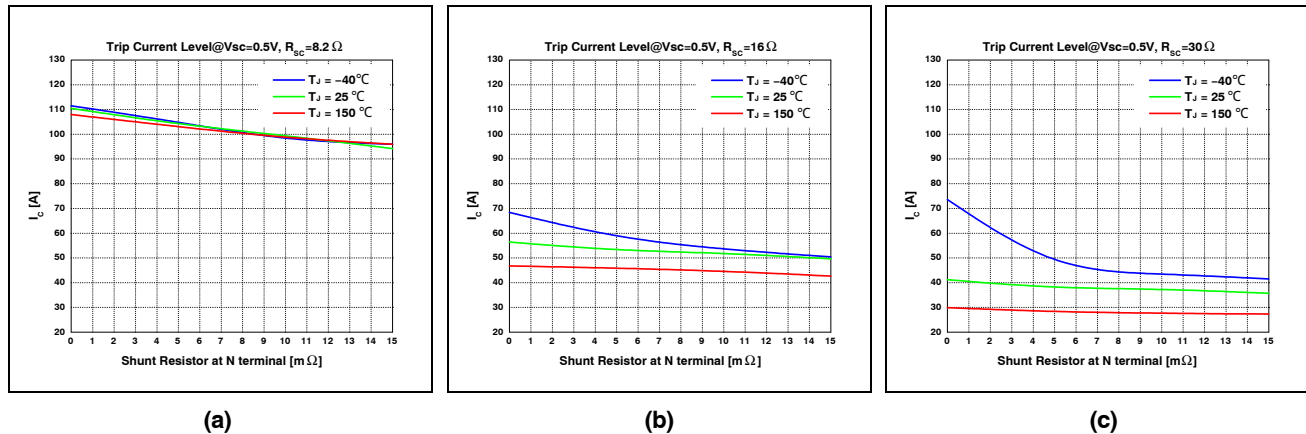 Trip Current Level@Vsc=0.5V, RSC=8.2 Ω
TJ = −40℃
TJ = 25 ℃
TJ = 150 ℃
130
120
110
100
90
80
70
60
50
40
30
20
IC [A]
0 1 2 3 4 5 6 7 8 9 10 11 12 13 14 15
Shunt Resistor at N terminal [m Ω]
(a)
Trip Current Level@Vsc=0.5V, RSC=16 Ω
TJ = −40℃
TJ = 25 ℃
TJ = 150 ℃
130
120
110
100
90
80
70
60
50
40
30
20
IC [A]
0 1 2 3 4 5 6 7 8 9 10 11 12 13 14 15
Shunt Resistor at N terminal [m Ω]
(b)
Trip Current Level@Vsc=0.5V, RSC=30 Ω
TJ = −40℃
TJ = 25 ℃
TJ = 150 ℃
130
120
110
100
90
80
70
60
50
40
30
20
IC [A]
0 1 2 3 4 5 6 7 8 9 10 11 12 13 14 15
Shunt Resistor at N terminal [m Ω]
(c)